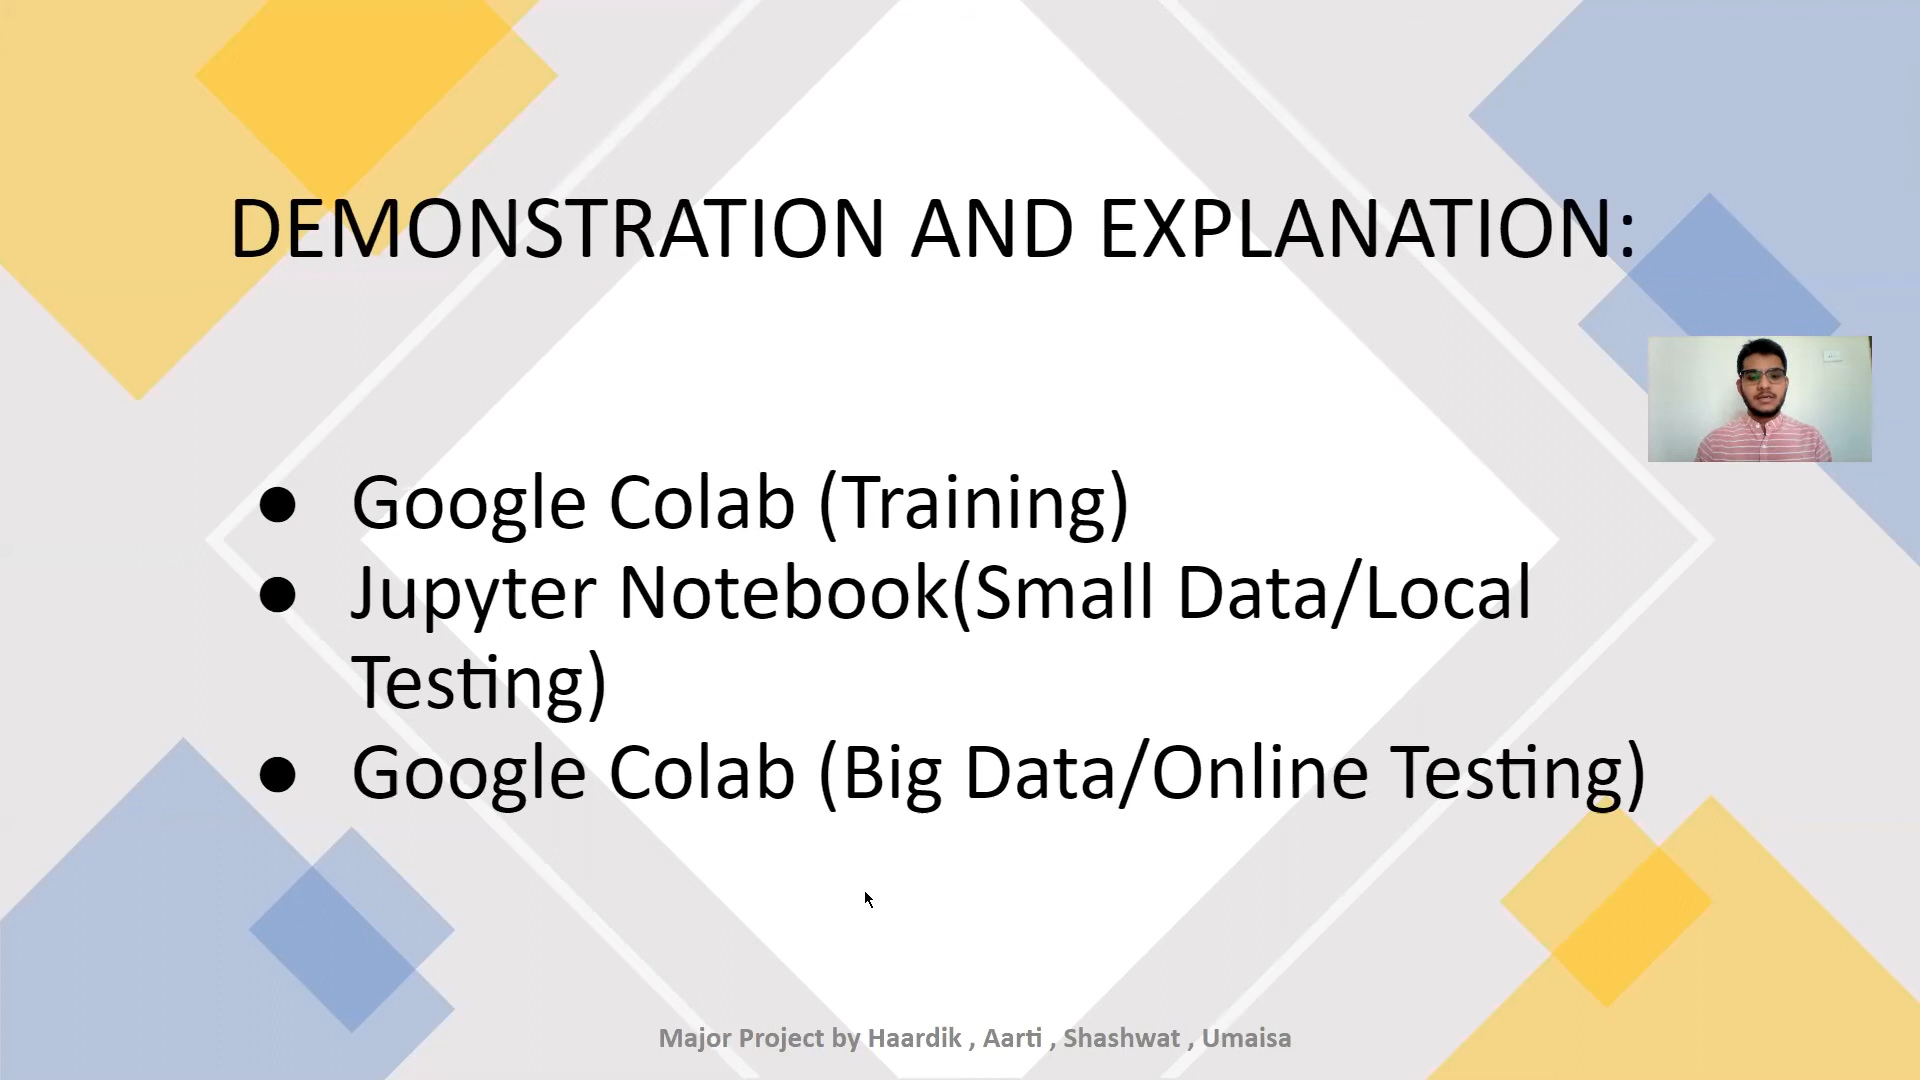 DEMONSTRATION AND EXPLANATION:
● Google Colab (Training)
● Jupyter Notebook(Small Data/Local
Testing)
● Google Colab (Big Data/Online Testing)
Major Project by Haardik , Aarti , Shashwat , Umaisa